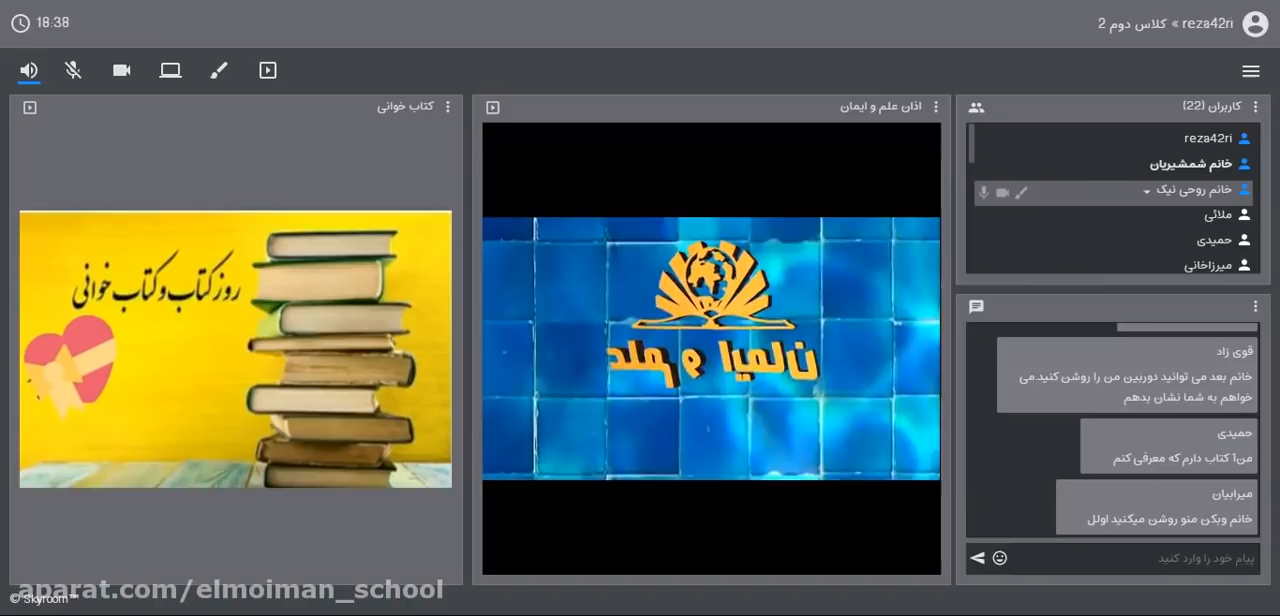 18:38
reza42ri » کلاس دوم 2
کتاب خوانی
روز کتاب و کتاب خوانی
اذان علم و ایمان
کاربران (22)
reza42ri
خانم شمشیریان
خانم روحی نیک
ملائی
حمیدی
میرزاخانی
قوی زاد
خانم بعد می توانید دوربین من را روشن کنید.می
خواهم به شما نشان بدهم
حمیدی
من1 کتاب دارم که معرفی کنم
میرابیان
خانم وبکن منو روشن میکنید اولل
پیام خود را وارد کنید
aparat.com/elmoiman_school
© Skyroom™